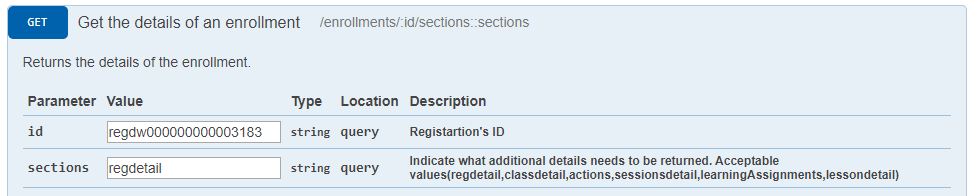 GET Get the details of an enrollment /enrollments/:id/sections::sections
Returns the details of the enrollment.
Parameter Value Type Location Description
id regdw000000000003183 string query Registartion's ID
sections regdetail string query Indicate what additional details needs to be returned. Acceptable
values(regdetail,classdetail,actions,sessionsdetail,learningAssignments,lessondetail)